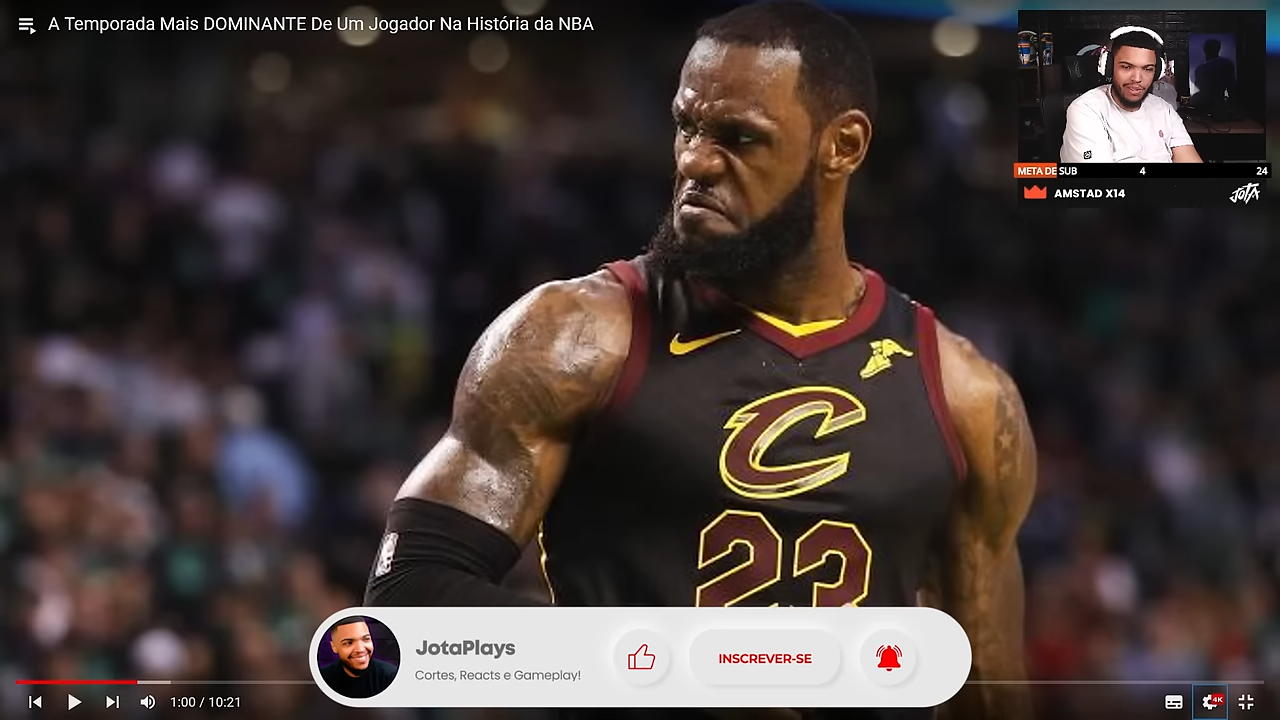 A Temporada Mais DOMINANTE De Um Jogador Na História da NBA
META DE SUB 4 24
AMSTAD X14
JOTA
C
23
JotaPlays
Cortes, Reacts e Gameplay!
INSCREVER-SE
1:00 / 10:21
4K